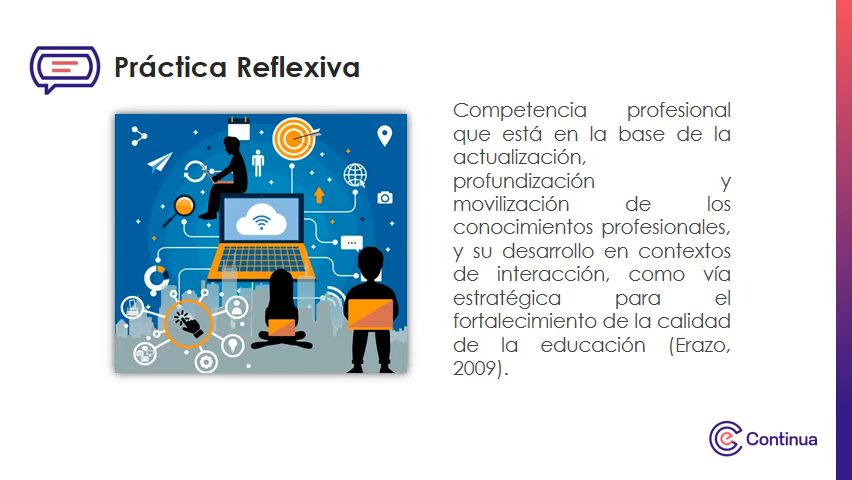 Práctica Reflexiva
Competencia profesional
que está en la base de la
actualización,
profundización y
movilización de los
conocimientos profesionales,
y su desarrollo en contextos
de interacción, como vía
estratégica para el
fortalecimiento de la calidad
de la educación (Erazo,
2009).
Continua